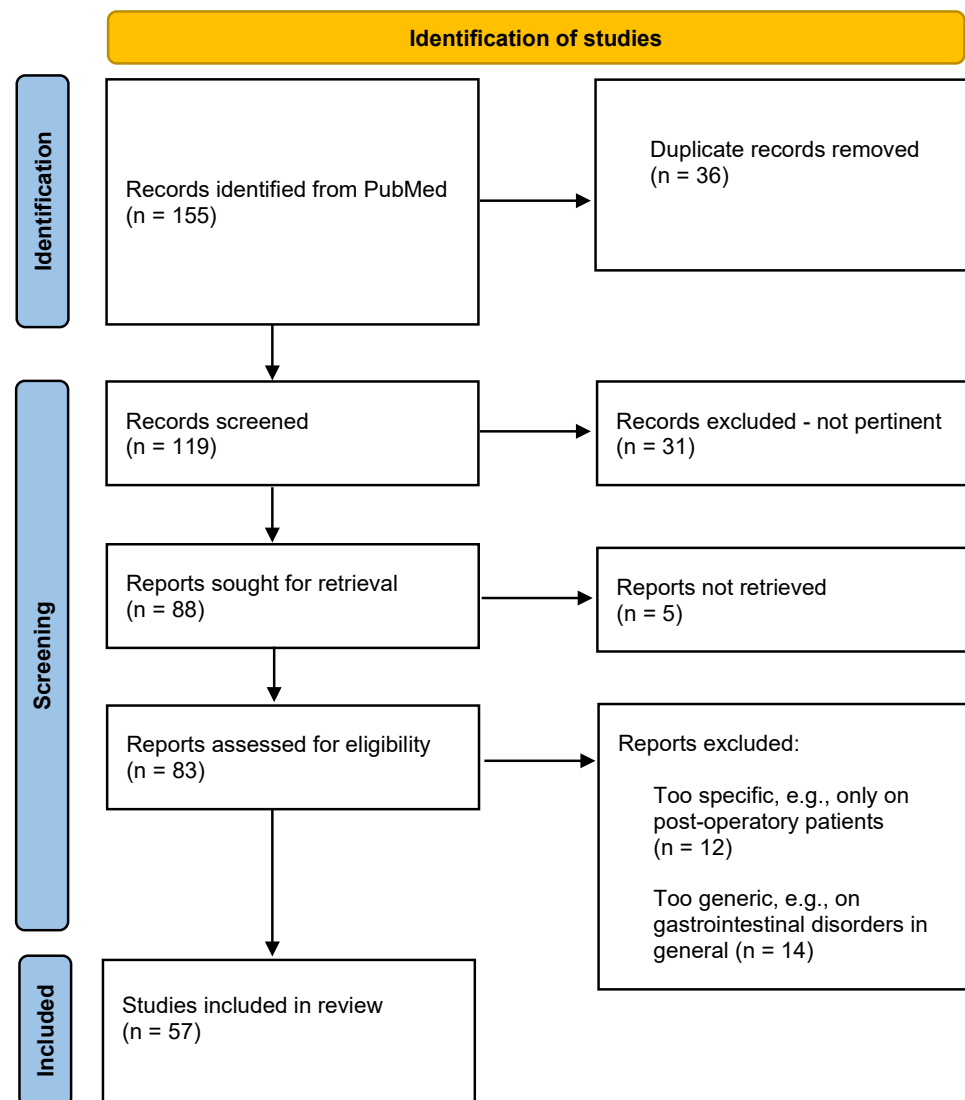 Identification of studies
Identification
Records identified from PubMed
(n = 155)
Duplicate records removed
(n = 36)
Screening
Records screened
(n = 119)
Records excluded - not pertinent
(n = 31)
Reports sought for retrieval
(n = 88)
Reports not retrieved
(n = 5)
Reports assessed for eligibility
(n = 83)
Reports excluded:
Too specific, e.g., only on
post-operatory patients
(n = 12)
Too generic, e.g., on
gastrointestinal disorders in
general (n = 14)
Included
Studies included in review
(n = 57)